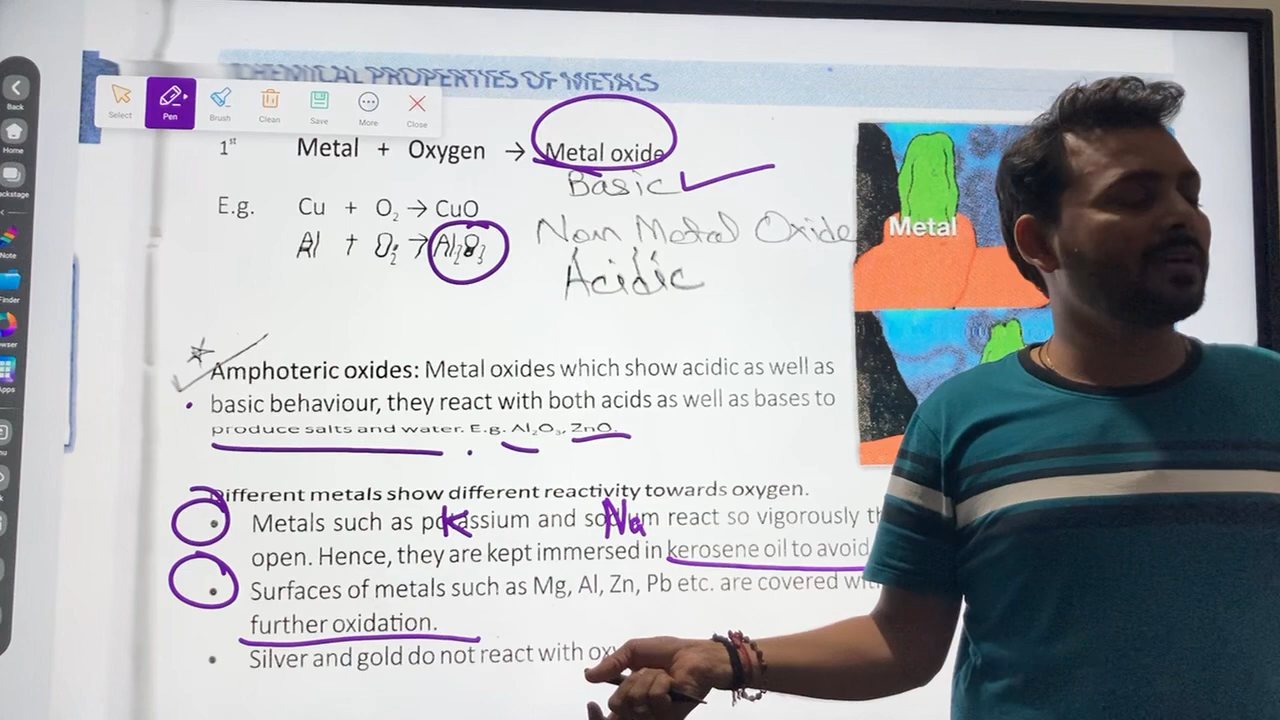 CHEMICAL PROPERTIES OF METALS
Select Pen Brush Clean Save More Close
Back
Home
1st Metal + Oxygen → Metal oxide
Basic
E.g. Cu + O₂ → CuO
Non Metal Oxide
Al + O₂ → Al₂O₃
Acidic
Metal
Note
Amphoteric oxides: Metal oxides which show acidic as well as
basic behaviour, they react with both acids as well as bases to
produce salts and water. E.g. Al₂O₃, ZnO.
Different metals show different reactivity towards oxygen.
• Metals such as potassium and sodium react so vigorously
K Na
open. Hence, they are kept immersed in kerosene oil to avoid
• Surfaces of metals such as Mg, Al, Zn, Pb etc. are covered
further oxidation.
• Silver and gold do not react with